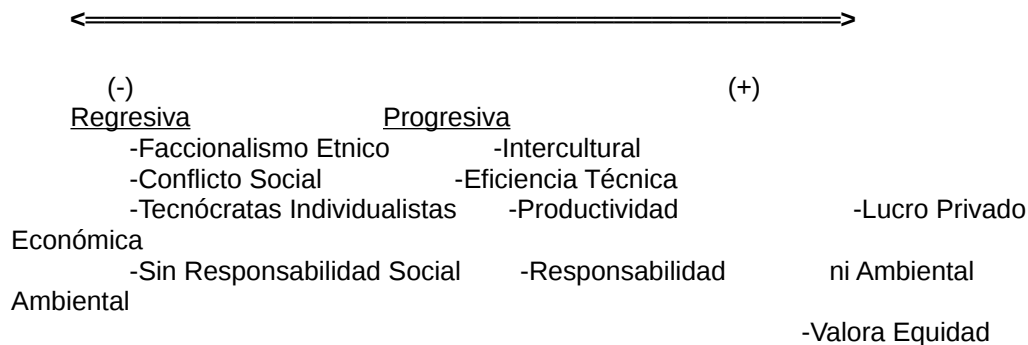 <═══════════════════════════════════════>
(-) (+)
Regresiva Progresiva
-Faccionalismo Etnico -Intercultural
-Conflicto Social -Eficiencia Técnica
-Tecnócratas Individualistas -Productividad -Lucro Privado
Económica
-Sin Responsabilidad Social -Responsabilidad ni Ambiental
Ambiental
-Valora Equidad